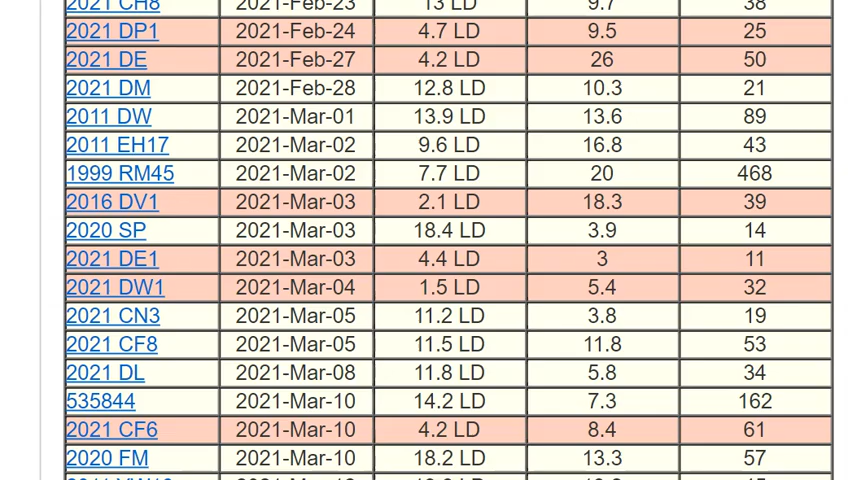 2021 CH8 2021-Feb-23 13 LD 9.7 38
2021 DP1 2021-Feb-24 4.7 LD 9.5 25
2021 DE 2021-Feb-27 4.2 LD 26 50
2021 DM 2021-Feb-28 12.8 LD 10.3 21
2011 DW 2021-Mar-01 13.9 LD 13.6 89
2011 EH17 2021-Mar-02 9.6 LD 16.8 43
1999 RM45 2021-Mar-02 7.7 LD 20 468
2016 DV1 2021-Mar-03 2.1 LD 18.3 39
2020 SP 2021-Mar-03 18.4 LD 3.9 14
2021 DE1 2021-Mar-03 4.4 LD 3 11
2021 DW1 2021-Mar-04 1.5 LD 5.4 32
2021 CN3 2021-Mar-05 11.2 LD 3.8 19
2021 CF8 2021-Mar-05 11.5 LD 11.8 53
2021 DL 2021-Mar-08 11.8 LD 5.8 34
535844 2021-Mar-10 14.2 LD 7.3 162
2021 CF6 2021-Mar-10 4.2 LD 8.4 61
2020 FM 2021-Mar-10 18.2 LD 13.3 57